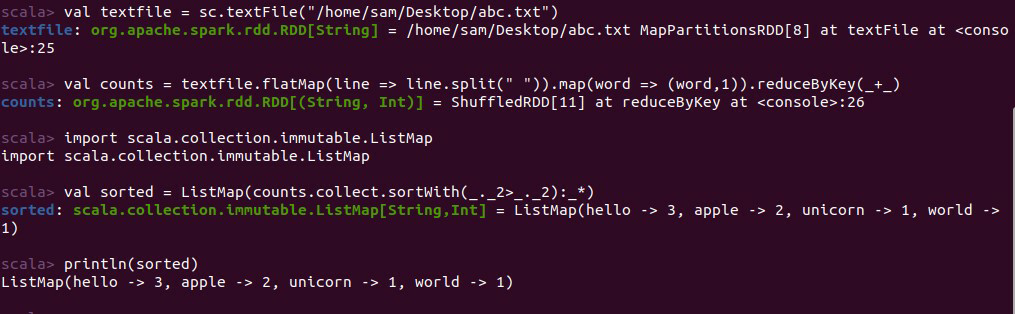 scala> val textfile = sc.textFile("/home/sam/Desktop/abc.txt")
textfile: org.apache.spark.rdd.RDD[String] = /home/sam/Desktop/abc.txt MapPartitionsRDD[8] at textFile at <conso
le>:25
scala> val counts = textfile.flatMap(line => line.split(" ")).map(word => (word,1)).reduceByKey(_+_)
counts: org.apache.spark.rdd.RDD[(String, Int)] = ShuffledRDD[11] at reduceByKey at <console>:26
scala> import scala.collection.immutable.ListMap
import scala.collection.immutable.ListMap
scala> val sorted = ListMap(counts.collect.sortWith(_._2>_._2):_*)
sorted: scala.collection.immutable.ListMap[String,Int] = ListMap(hello -> 3, apple -> 2, unicorn -> 1, world ->
1)
scala> println(sorted)
ListMap(hello -> 3, apple -> 2, unicorn -> 1, world -> 1)